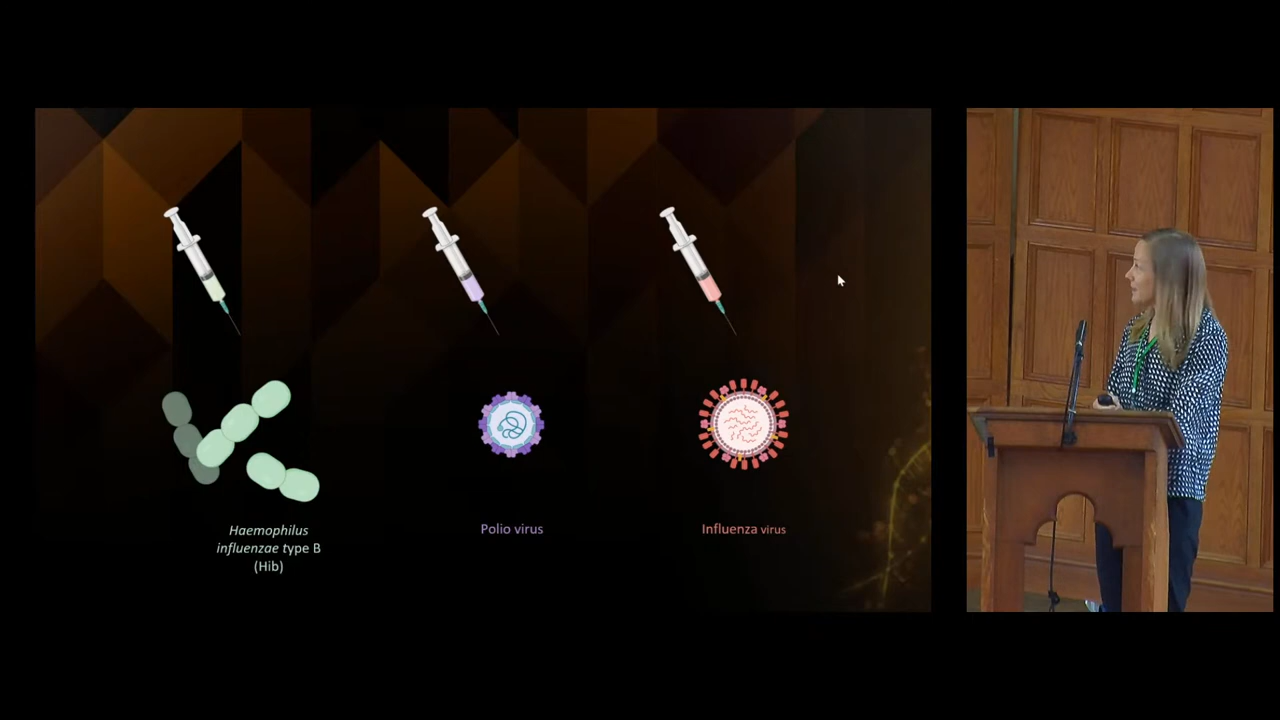 Haemophilus
influenzae type B
(Hib)
Polio virus
Influenza virus